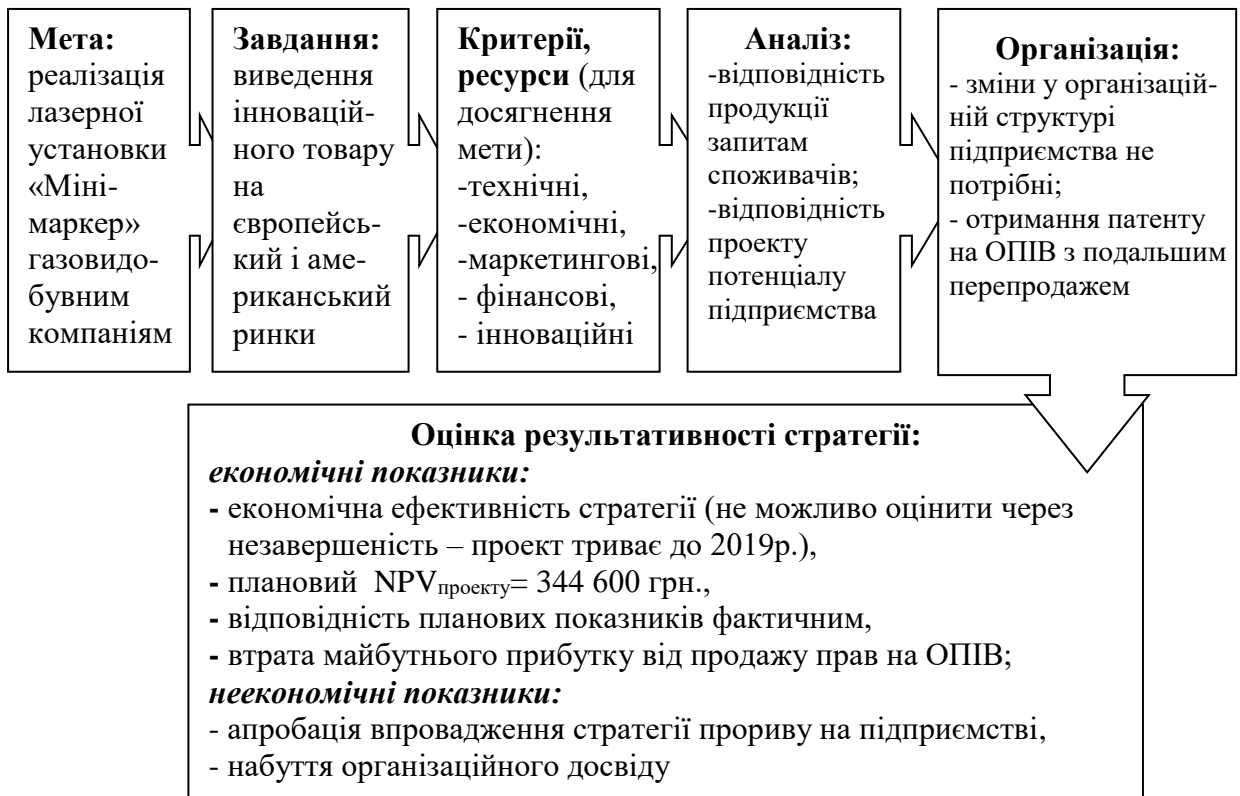 Мета:
реалізація
лазерної
установки
«Міні-
маркер»
газовидо-
бувним
компаніям
Завдання:
виведення
інновацій-
ного товару
на
європейсь-
кий і аме-
риканський
ринки
Критерії,
ресурси (для
досягнення
мети):
-технічні,
-економічні,
-маркетингові,
- фінансові,
- інноваційні
Аналіз:
-відповідність
продукції
запитам
споживачів;
-відповідність
проекту
потенціалу
підприємства
Організація:
- зміни у організацій-
ній структурі
підприємства не
потрібні;
- отримання патенту
на ОПІВ з подальшим
перепродажем
Оцінка результативності стратегії:
економічні показники:
- економічна ефективність стратегії (не можливо оцінити через
незавершеність – проект триває до 2019р.),
- плановий NPVпроекту= 344 600 грн.,
- відповідність планових показників фактичним,
- втрата майбутнього прибутку від продажу прав на ОПІВ;
неекономічні показники:
- апробація впровадження стратегії прориву на підприємстві,
- набуття організаційного досвіду